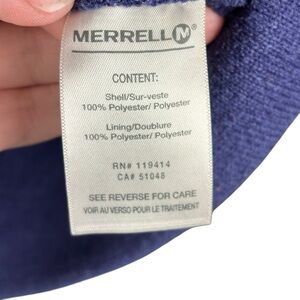 MERRELL M
CONTENT:
Shell/Sur-veste
100% Polyester/ Polyester
Lining/Doublure
100% Polyester/ Polyester
RN# 119414
CA# 51048
SEE REVERSE FOR CARE
VOIR AU VERSO POUR LE TRAITEMENT